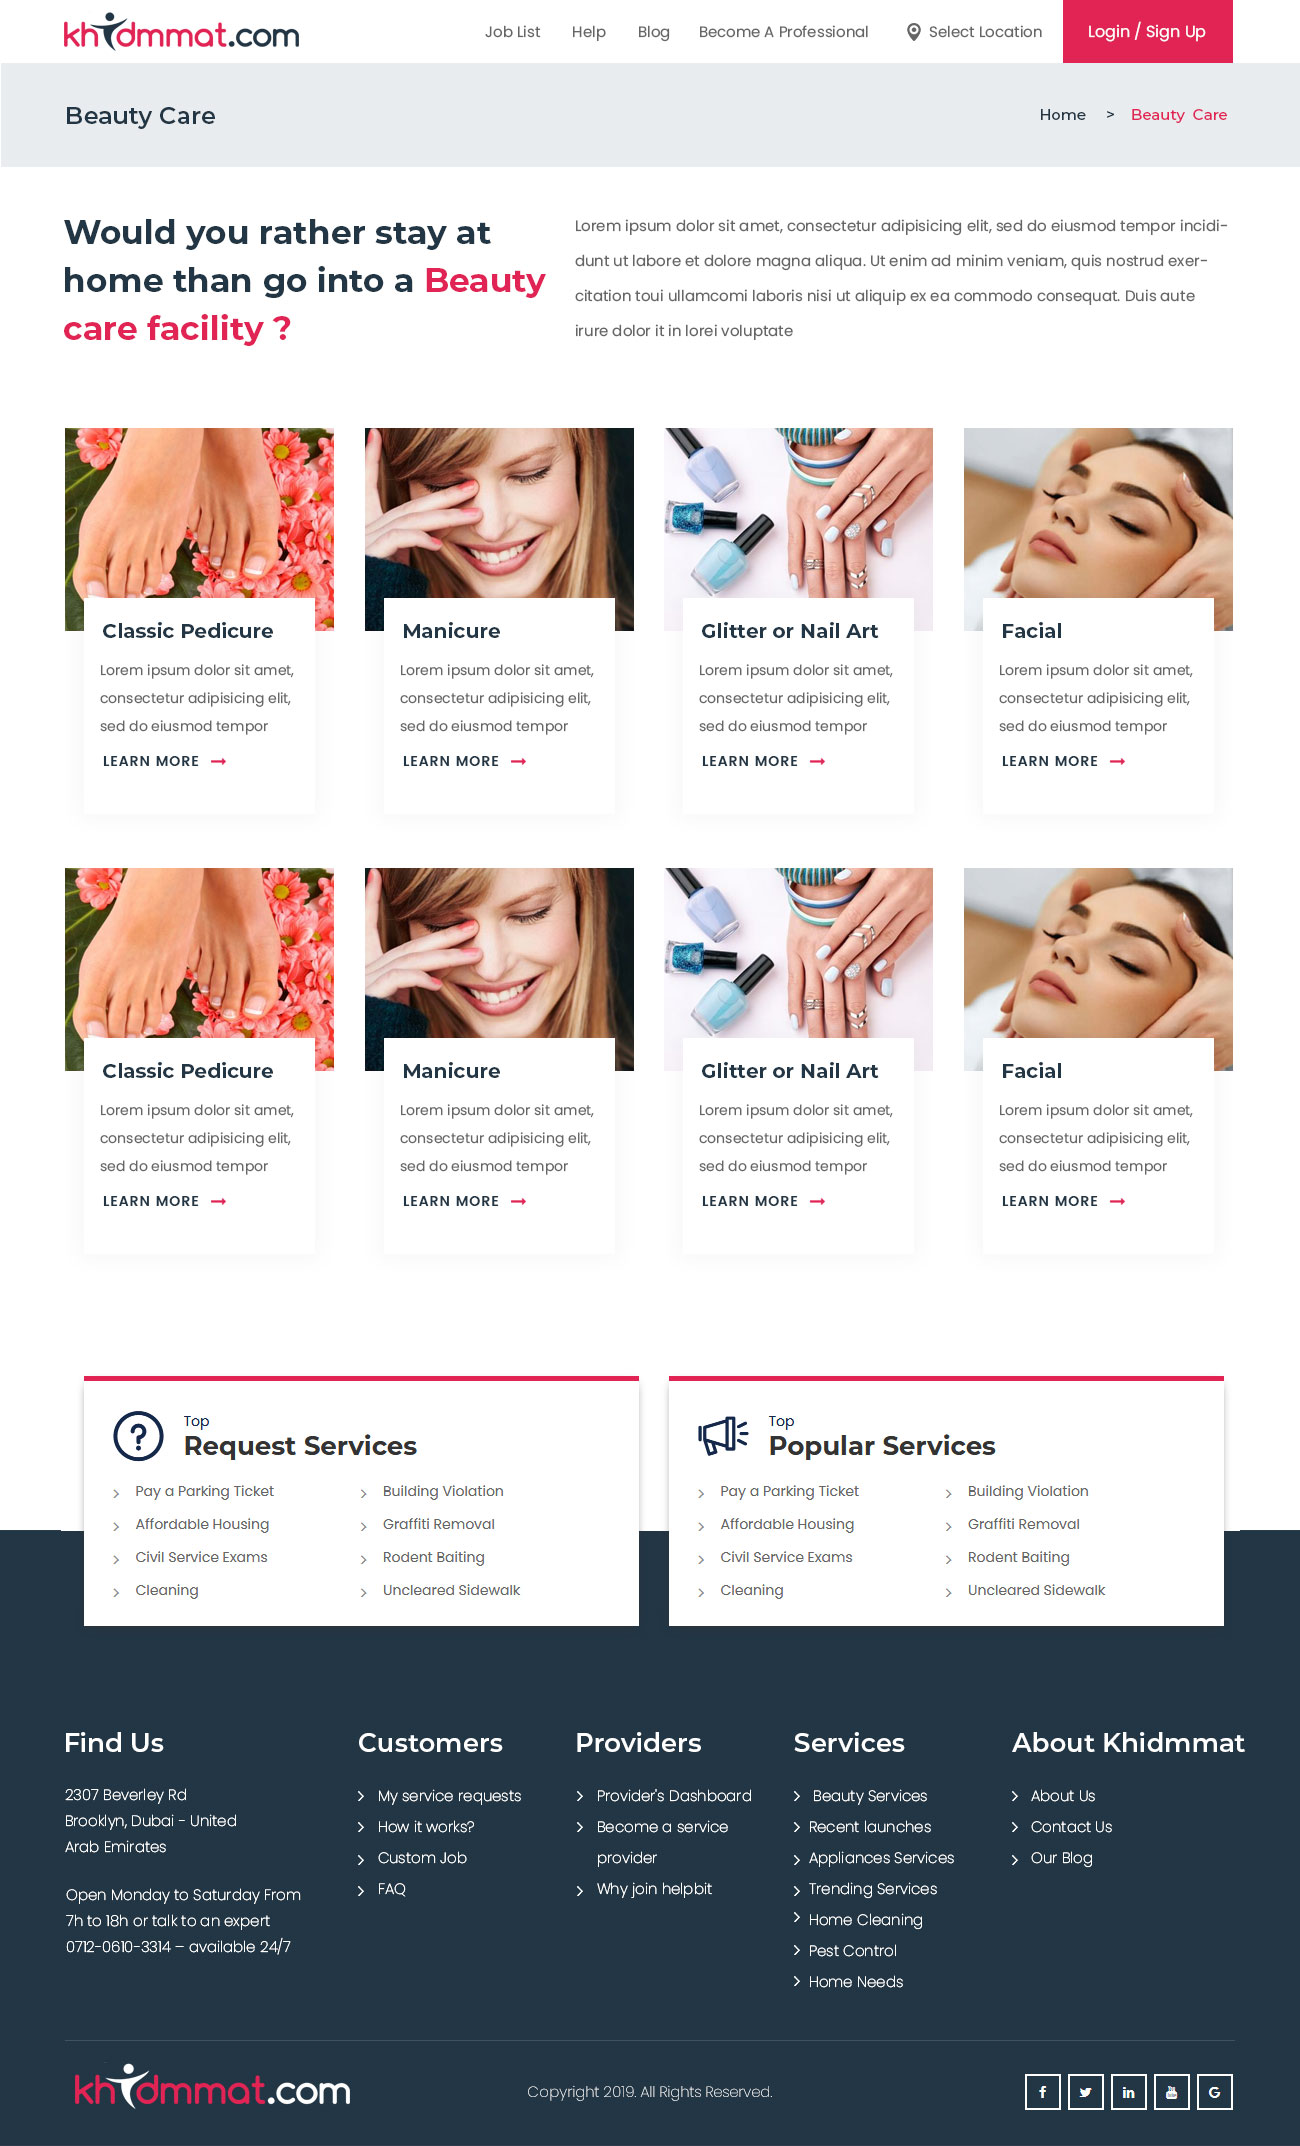 khidmmat.com
Job List Help Blog Become A Professional Select Location Login / Sign Up
Beauty Care
Home > Beauty Care
Would you rather stay at
home than go into a Beauty
care facility ?
Lorem ipsum dolor sit amet, consectetur adipisicing elit, sed do eiusmod tempor incidi-
dunt ut labore et dolore magna aliqua. Ut enim ad minim veniam, quis nostrud exer-
citation toui ullamcomi laboris nisi ut aliquip ex ea commodo consequat. Duis aute
irure dolor it in lorei voluptate
Classic Pedicure
Lorem ipsum dolor sit amet,
consectetur adipisicing elit,
sed do eiusmod tempor
LEARN MORE
Manicure
Lorem ipsum dolor sit amet,
consectetur adipisicing elit,
sed do eiusmod tempor
LEARN MORE
Glitter or Nail Art
Lorem ipsum dolor sit amet,
consectetur adipisicing elit,
sed do eiusmod tempor
LEARN MORE
Facial
Lorem ipsum dolor sit amet,
consectetur adipisicing elit,
sed do eiusmod tempor
LEARN MORE
Classic Pedicure
Lorem ipsum dolor sit amet,
consectetur adipisicing elit,
sed do eiusmod tempor
LEARN MORE
Manicure
Lorem ipsum dolor sit amet,
consectetur adipisicing elit,
sed do eiusmod tempor
LEARN MORE
Glitter or Nail Art
Lorem ipsum dolor sit amet,
consectetur adipisicing elit,
sed do eiusmod tempor
LEARN MORE
Facial
Lorem ipsum dolor sit amet,
consectetur adipisicing elit,
sed do eiusmod tempor
LEARN MORE
Top
Request Services
Pay a Parking Ticket
Affordable Housing
Civil Service Exams
Cleaning
Building Violation
Graffiti Removal
Rodent Baiting
Uncleared Sidewalk
Top
Popular Services
Pay a Parking Ticket
Affordable Housing
Civil Service Exams
Cleaning
Building Violation
Graffiti Removal
Rodent Baiting
Uncleared Sidewalk
Find Us
2307 Beverley Rd
Brooklyn, Dubai - United
Arab Emirates
Open Monday to Saturday From
7h to 18h or talk to an expert
0712-0610-3314 – available 24/7
Customers
My service requests
How it works?
Custom Job
FAQ
Providers
Provider's Dashboard
Become a service
provider
Why join helpbit
Services
Beauty Services
Recent launches
Appliances Services
Trending Services
Home Cleaning
Pest Control
Home Needs
About Khidmmat
About Us
Contact Us
Our Blog
khidmmat.com
Copyright 2019. All Rights Reserved.